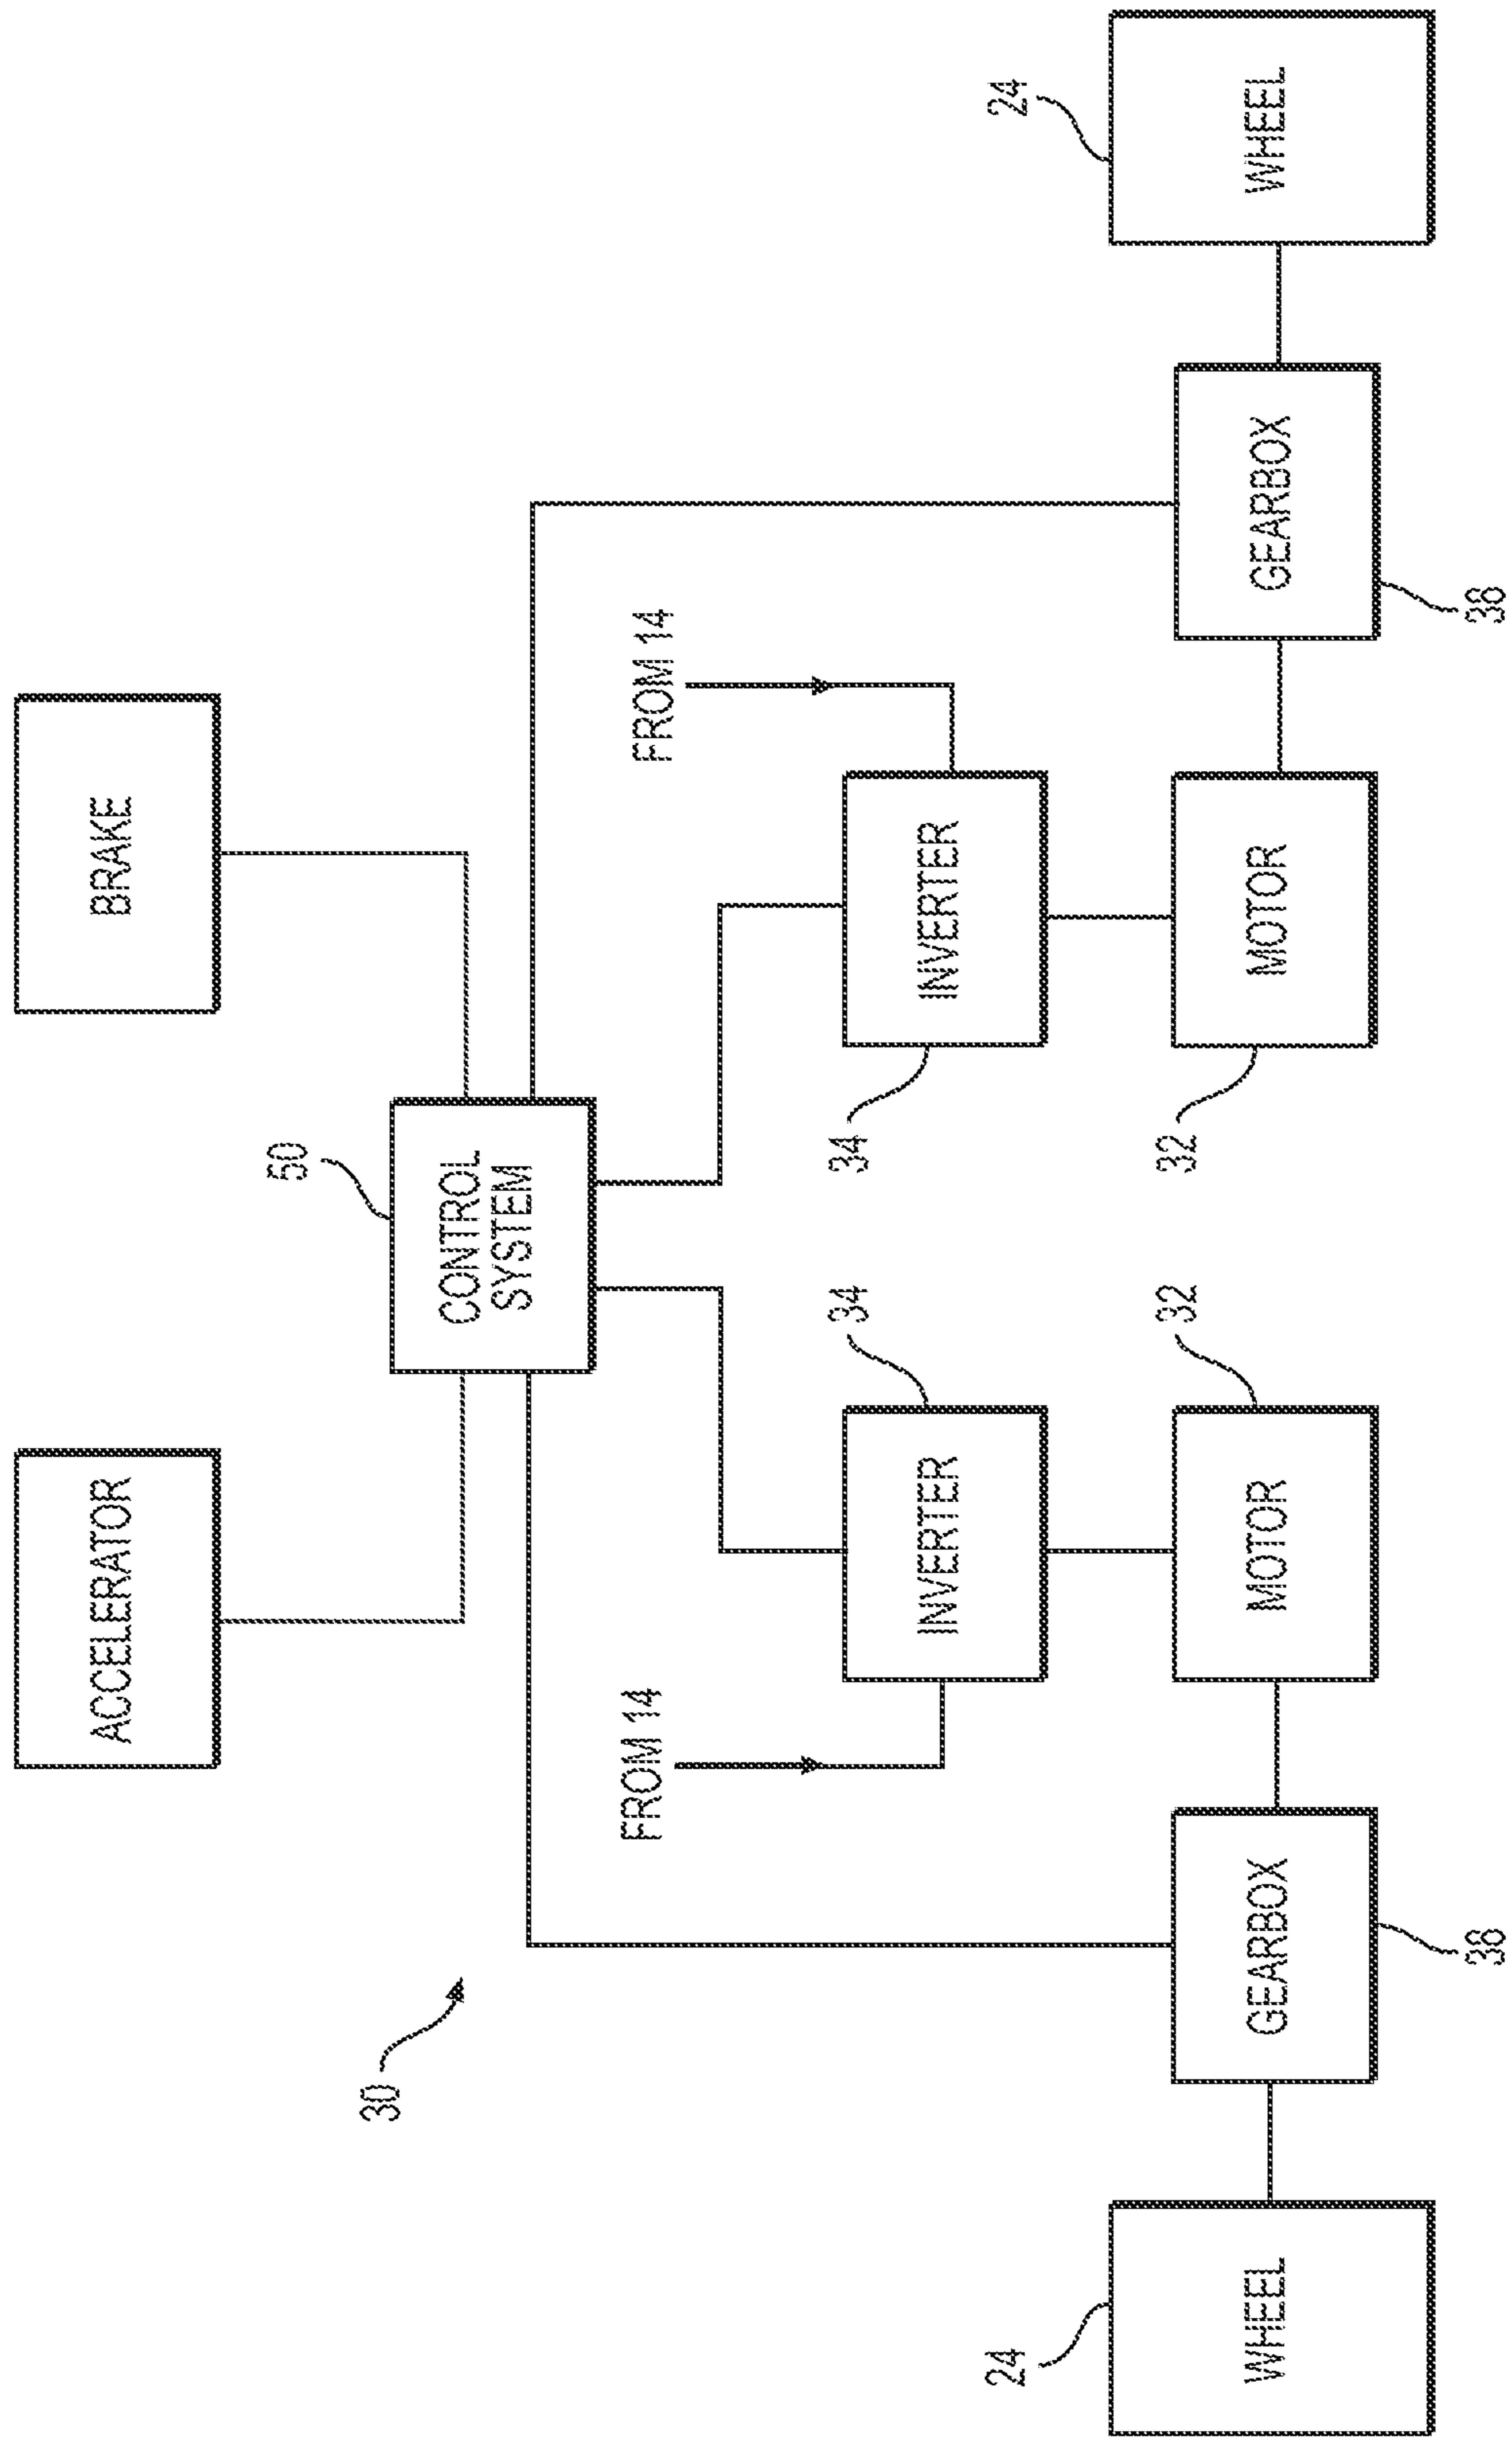 ACCELERATOR
BRAKE
50
CONTROL
SYSTEM
30
FROM 14
FROM 14
34
34
INVERTER
INVERTER
24
24
32
32
WHEEL
GEARBOX
MOTOR
MOTOR
GEARBOX
WHEEL
38
38